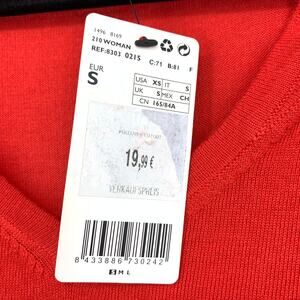 1496 8169
210 WOMAN
REF: 8303 0215 C:71 B:81 F
EUR
S
USA XS IT S
UK S MEX CH
CN 165/84A
19,99 €
VERKAUFSPREIS
8 433886 730242
S M L